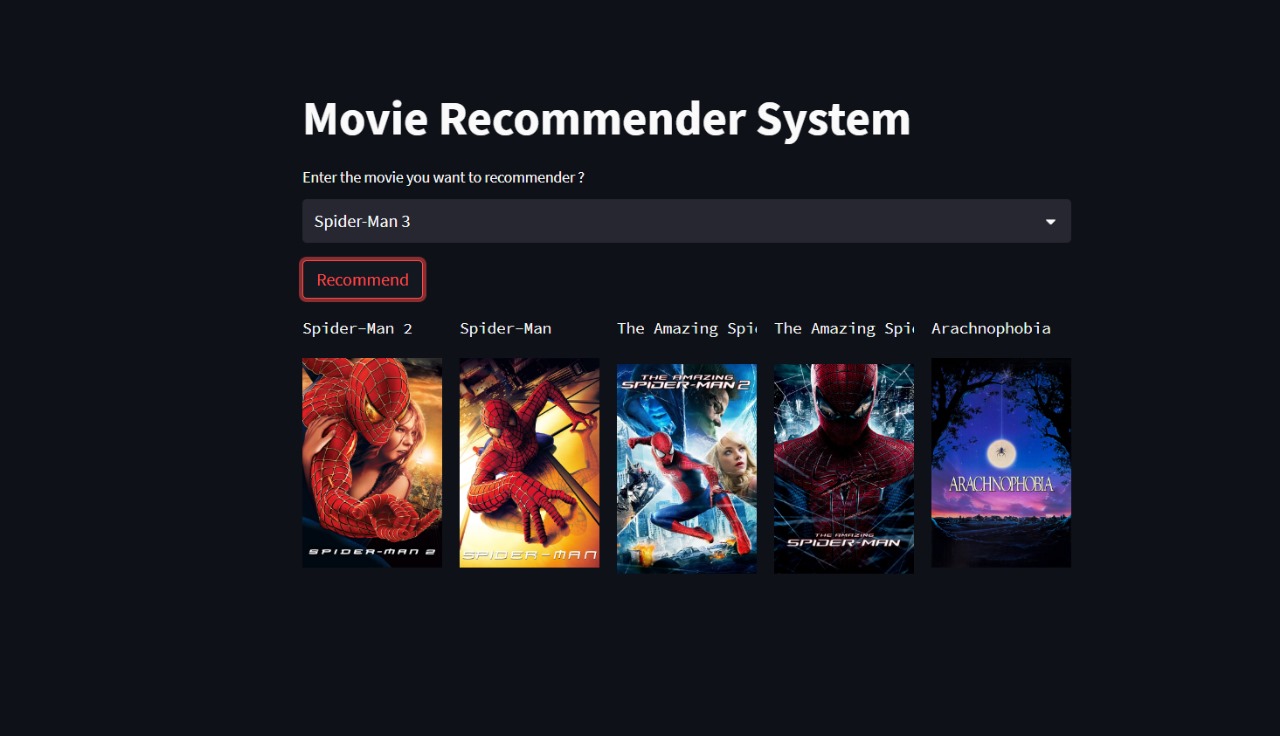 Movie Recommender System
Enter the movie you want to recommender ?
Spider-Man 3
Recommend
Spider-Man 2
Spider-Man
The Amazing Spi
The Amazing Spi
Arachnophobia
SPIDER-MAN 2
SPIDER-MAN
THE AMAZING
SPIDER-MAN 2
THE AMAZING
SPIDER-MAN
ARACHNOPHOBIA